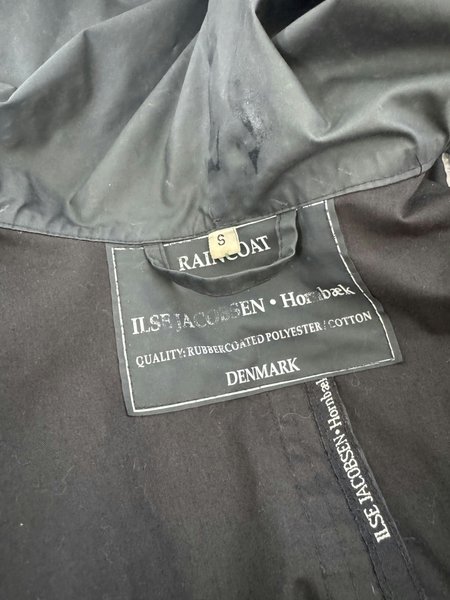 S
RAINCOAT
ILSE JACOBSEN • Hornbæk
QUALITY: RUBBERCOATED POLYESTER / COTTON
DENMARK
ILSE JACOBSEN • Hornbæk